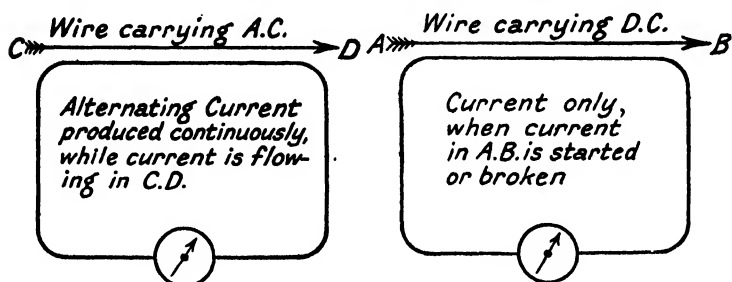 Wire carrying A.C.
C D
Alternating Current
produced continuously,
while current is flow-
ing in C.D.
Wire carrying D.C.
A B
Current only,
when current
in A.B. is started
or broken